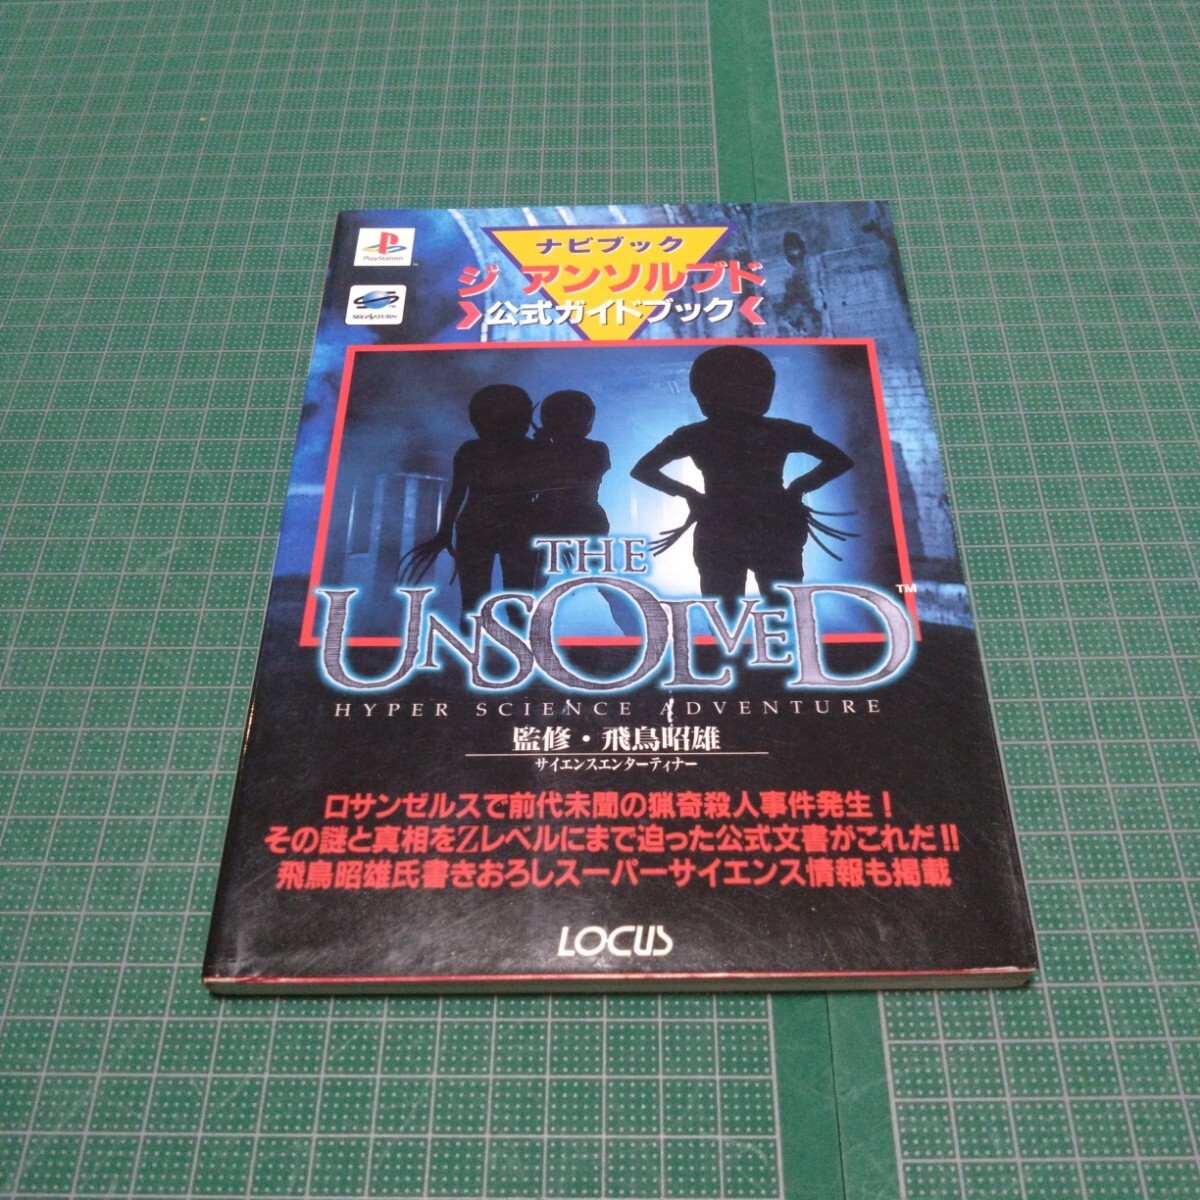 PlayStation
SEGA SATURN
ナビブック
ジ アンソルブド
公式ガイドブック
THE
UNSOLVED™
HYPER SCIENCE ADVENTURE
監修・飛鳥昭雄
サイエンスエンターティナー
ロサンゼルスで前代未聞の猟奇殺人事件発生!
その謎と真相をZレベルにまで迫った公式文書がこれだ!!
飛鳥昭雄氏書きおろしスーパーサイエンス情報も掲載
LOCUS